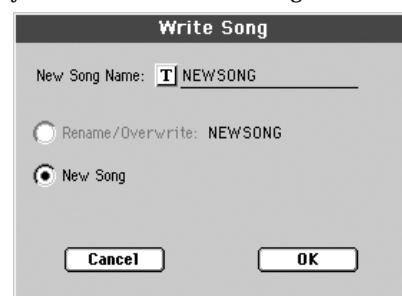 Write Song
New Song Name: T NEWSONG
Rename/Overwrite: NEWSONG
New Song
Cancel OK